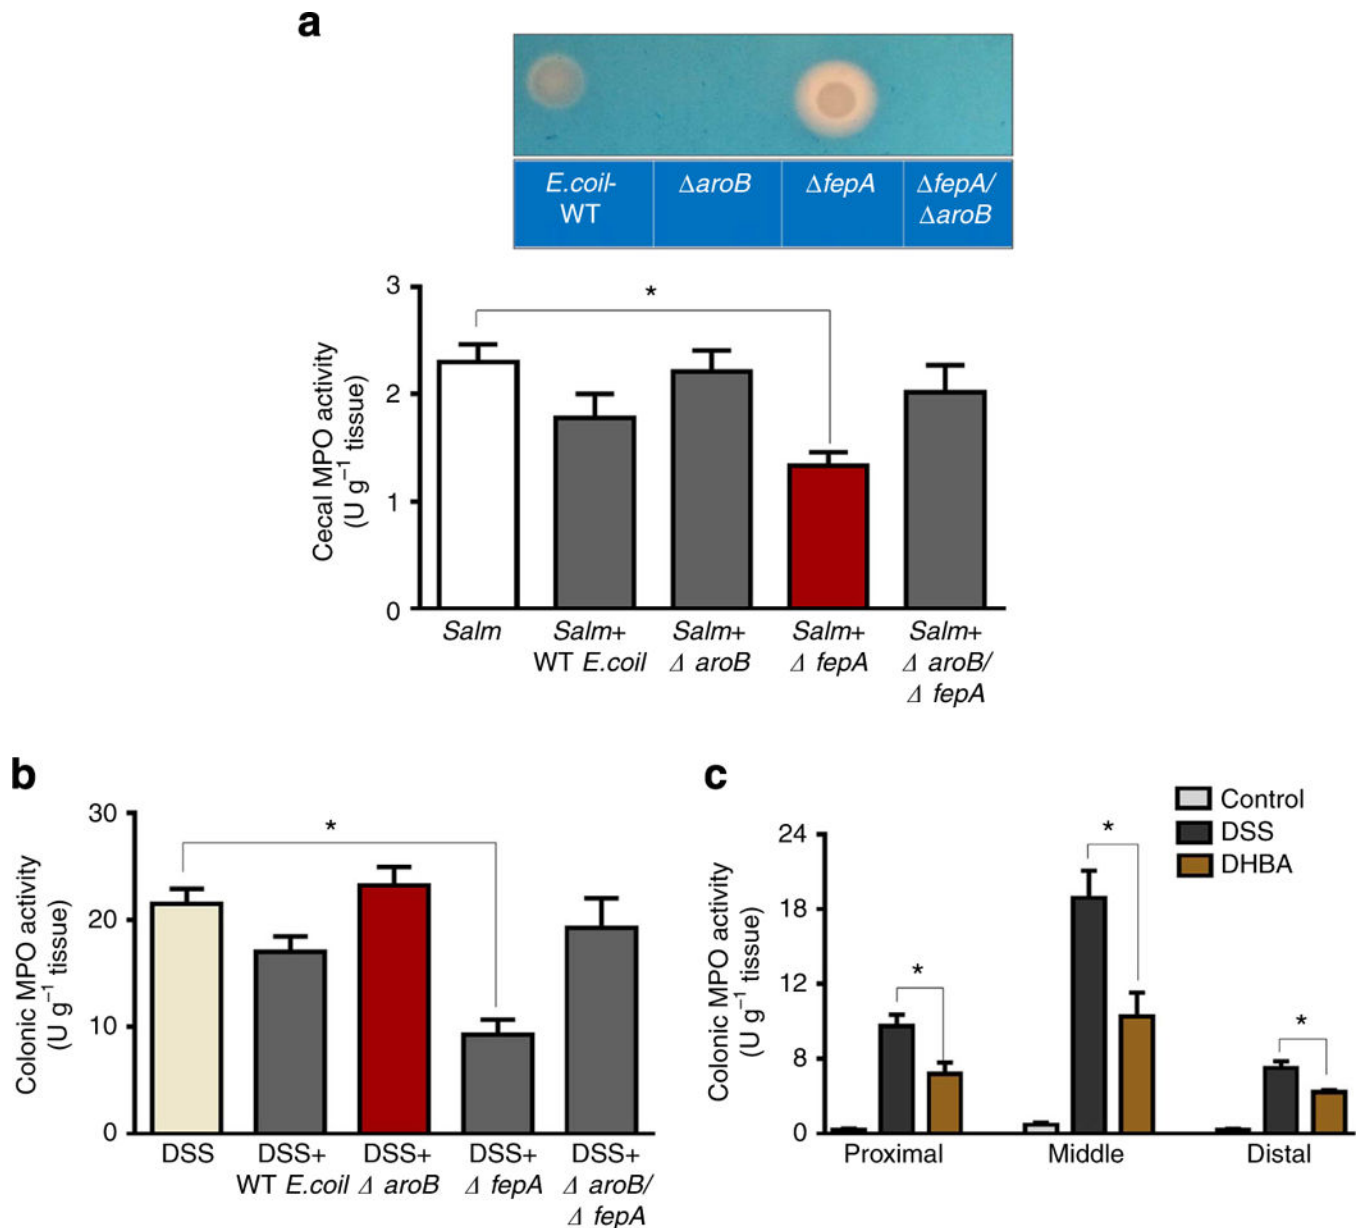 a
E.coil-
WT
ΔaroB
ΔfepA
ΔfepA/
ΔaroB
Cecal MPO activity
(U g⁻¹ tissue)
3
2
1
0
*
Salm
Salm+
WT E.coil
Salm+
Δ aroB
Salm+
Δ fepA
Salm+
Δ aroB/
Δ fepA
b
Colonic MPO activity
(U g⁻¹ tissue)
30
20
10
0
*
DSS
DSS+
WT E.coil
DSS+
Δ aroB
DSS+
Δ fepA
DSS+
Δ aroB/
Δ fepA
c
Control
DSS
DHBA
Colonic MPO activity
(U g⁻¹ tissue)
24
18
12
8
0
*
*
*
Proximal
Middle
Distal